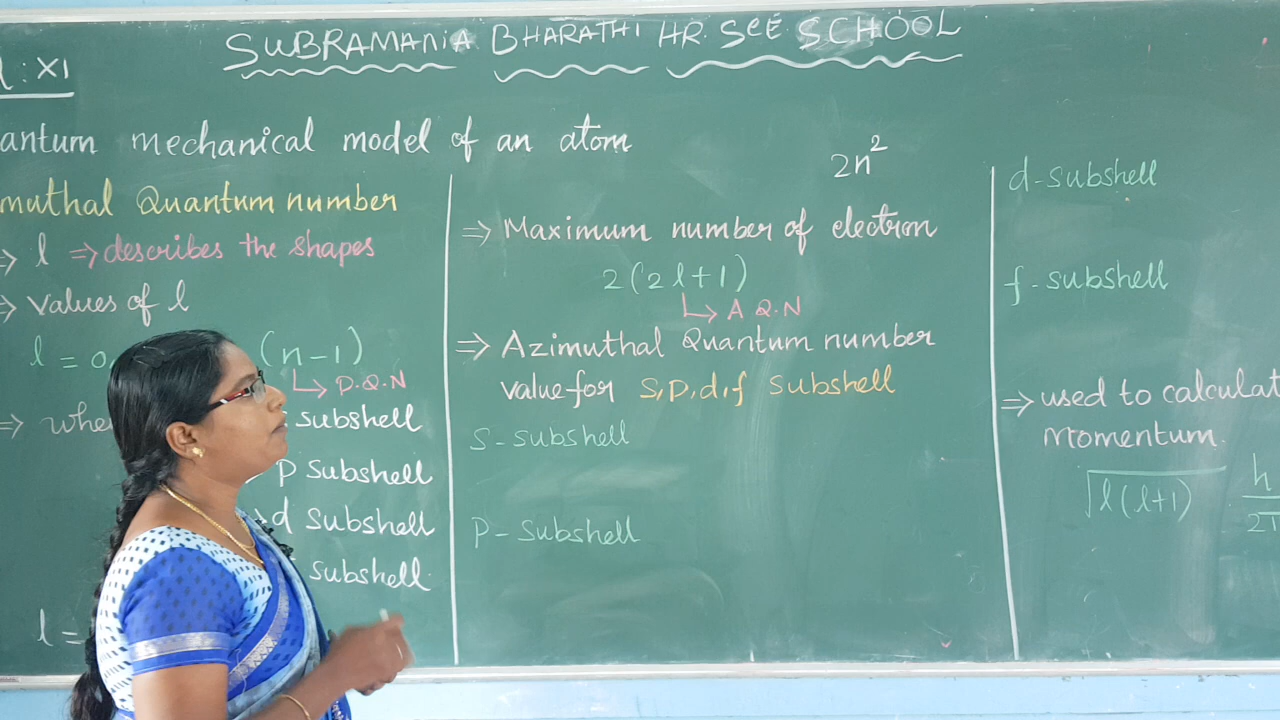 SUBRAMANIA BHARATHI HR. SEE SCHOOL
: XI
antum mechanical model of an atom
muthal Quantum number
⇒ l ⇒ describes the shapes
⇒ Values of l
l = 0 (n-1)
↳ P.Q.N
⇒ whe subshell
p subshell
d subshell
subshell
l =
2n²
⇒ Maximum number of electron
2(2l+1)
↳ A Q.N
⇒ Azimuthal Quantum number
value for s,p,d,f subshell
s-subshell
p-subshell
d-subshell
f-subshell
⇒ used to calculat
momentum.
√l(l+1) h
2π